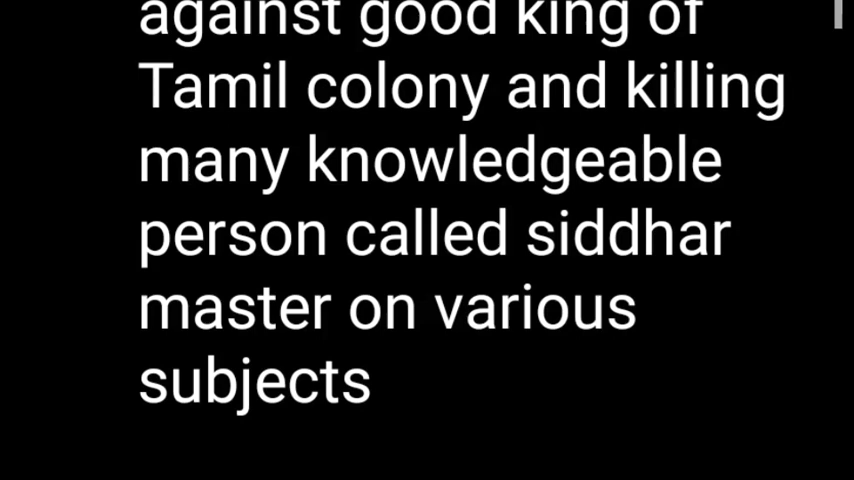 against good king of
Tamil colony and killing
many knowledgeable
person called siddhar
master on various
subjects